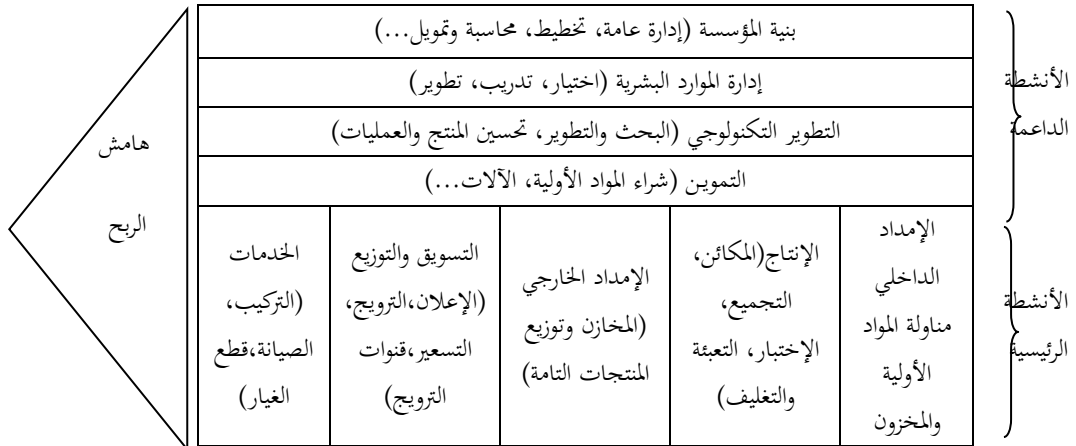 بنية المؤسسة (إدارة عامة، تخطيط، محاسبة وتمويل...)
إدارة الموارد البشرية (اختيار، تدريب، تطوير)
التطوير التكنولوجي (البحث والتطوير، تحسين المنتج والعمليات)
التموين (شراء المواد الأولية، الآلات...)
الأنشطة
الداعمة
الإمداد
الداخلي
مناولة المواد
الأولية
والمخزون
الإنتاج(المكائن،
التجميع،
الإختبار، التعبئة
والتغليف)
الإمداد الخارجي
(المخازن وتوزيع
المنتجات التامة)
التسويق والتوزيع
(الإعلان،الترويج،
التسعير،قنوات
الترويج)
الخدمات
(التركيب،
الصيانة،قطع
الغيار)
الأنشطة
الرئيسية
هامش
الربح